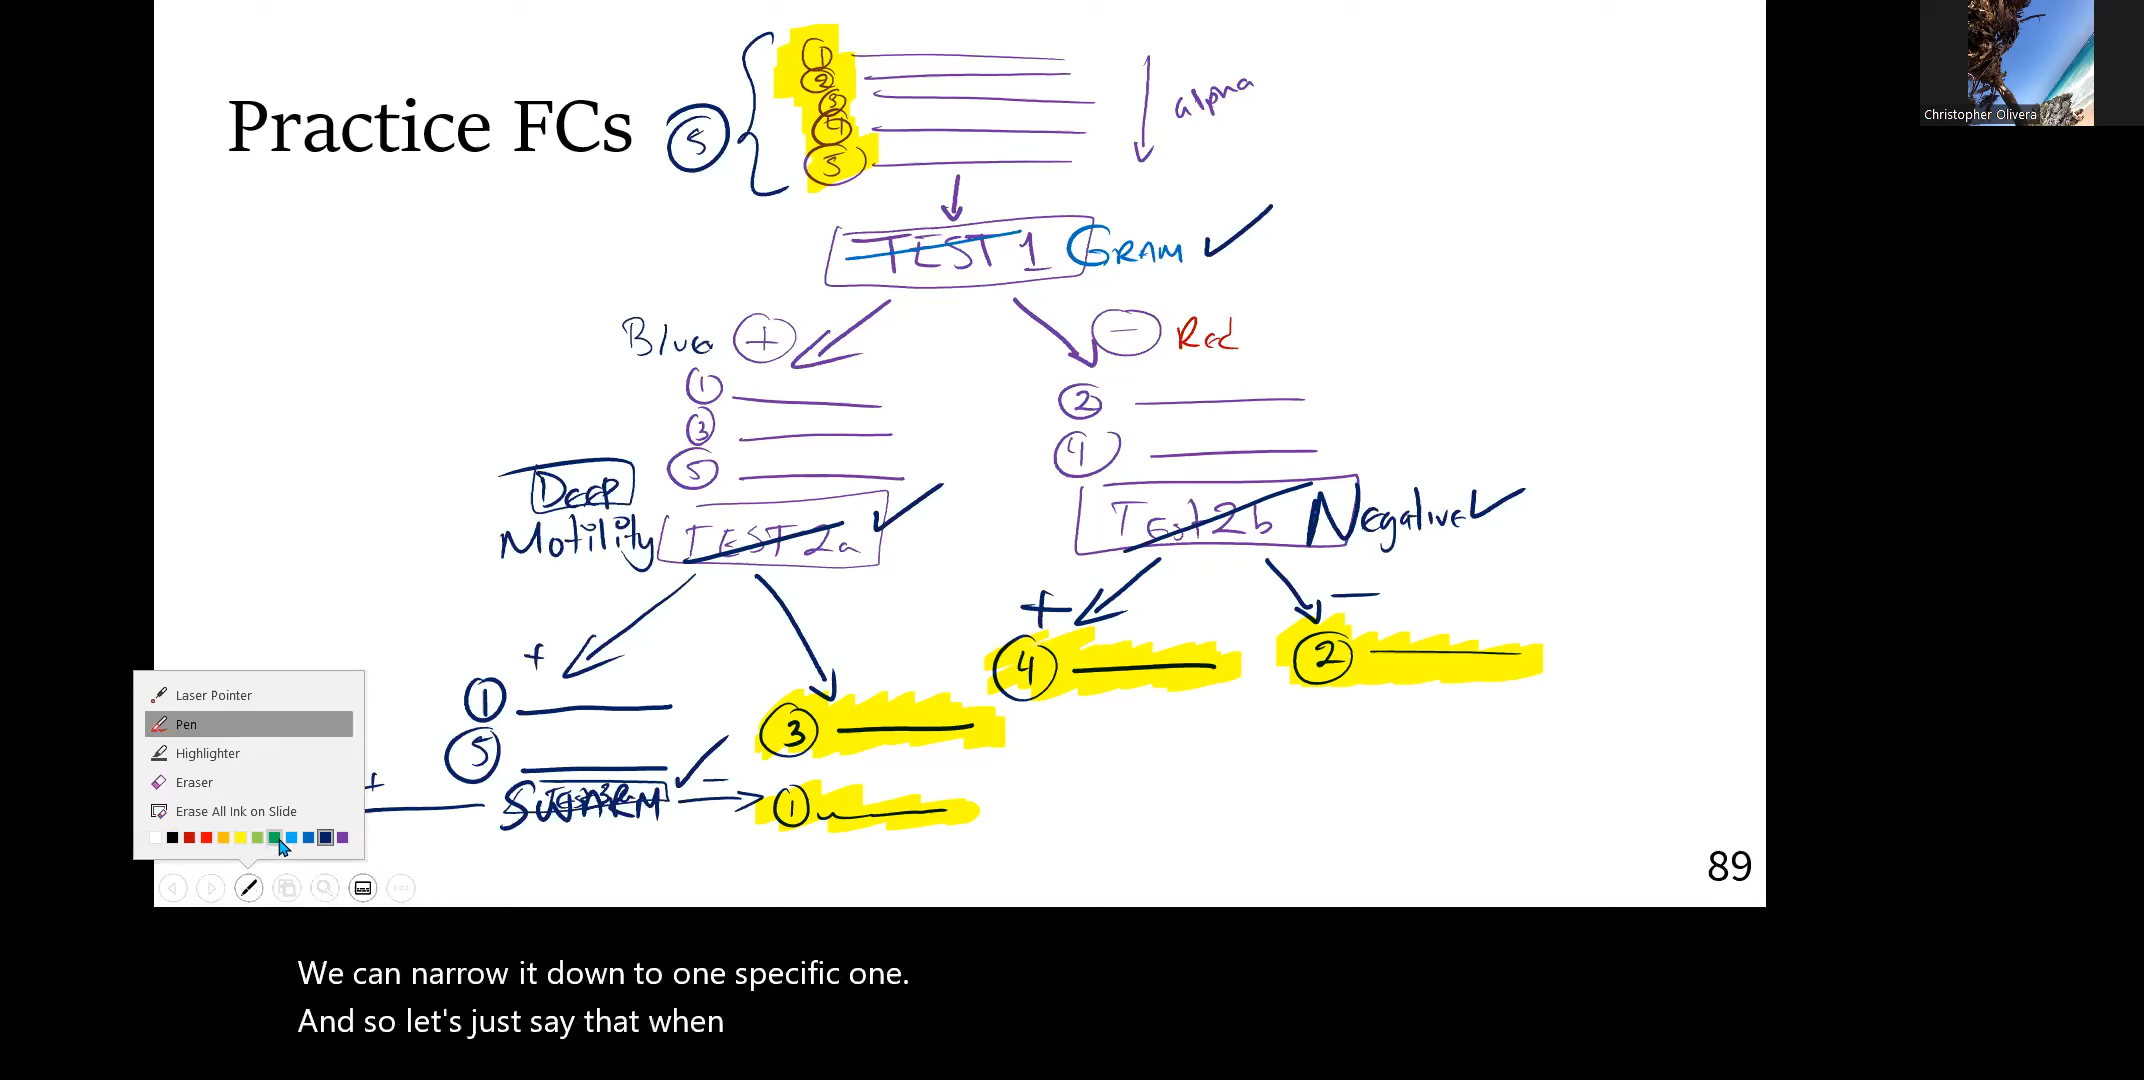 Practice FCs
5
1
2
3
4
5
alpha
Christopher Olivera
TEST 1 GRAM
Blue +
- Red
1
3
5
2
4
DEEP
Motility TEST 2a
Test 2b Negative
+ -
4 2
+
1
5
3
+ SWARM - 1
Laser Pointer
Pen
Highlighter
Eraser
Erase All Ink on Slide
89
We can narrow it down to one specific one.
And so let's just say that when